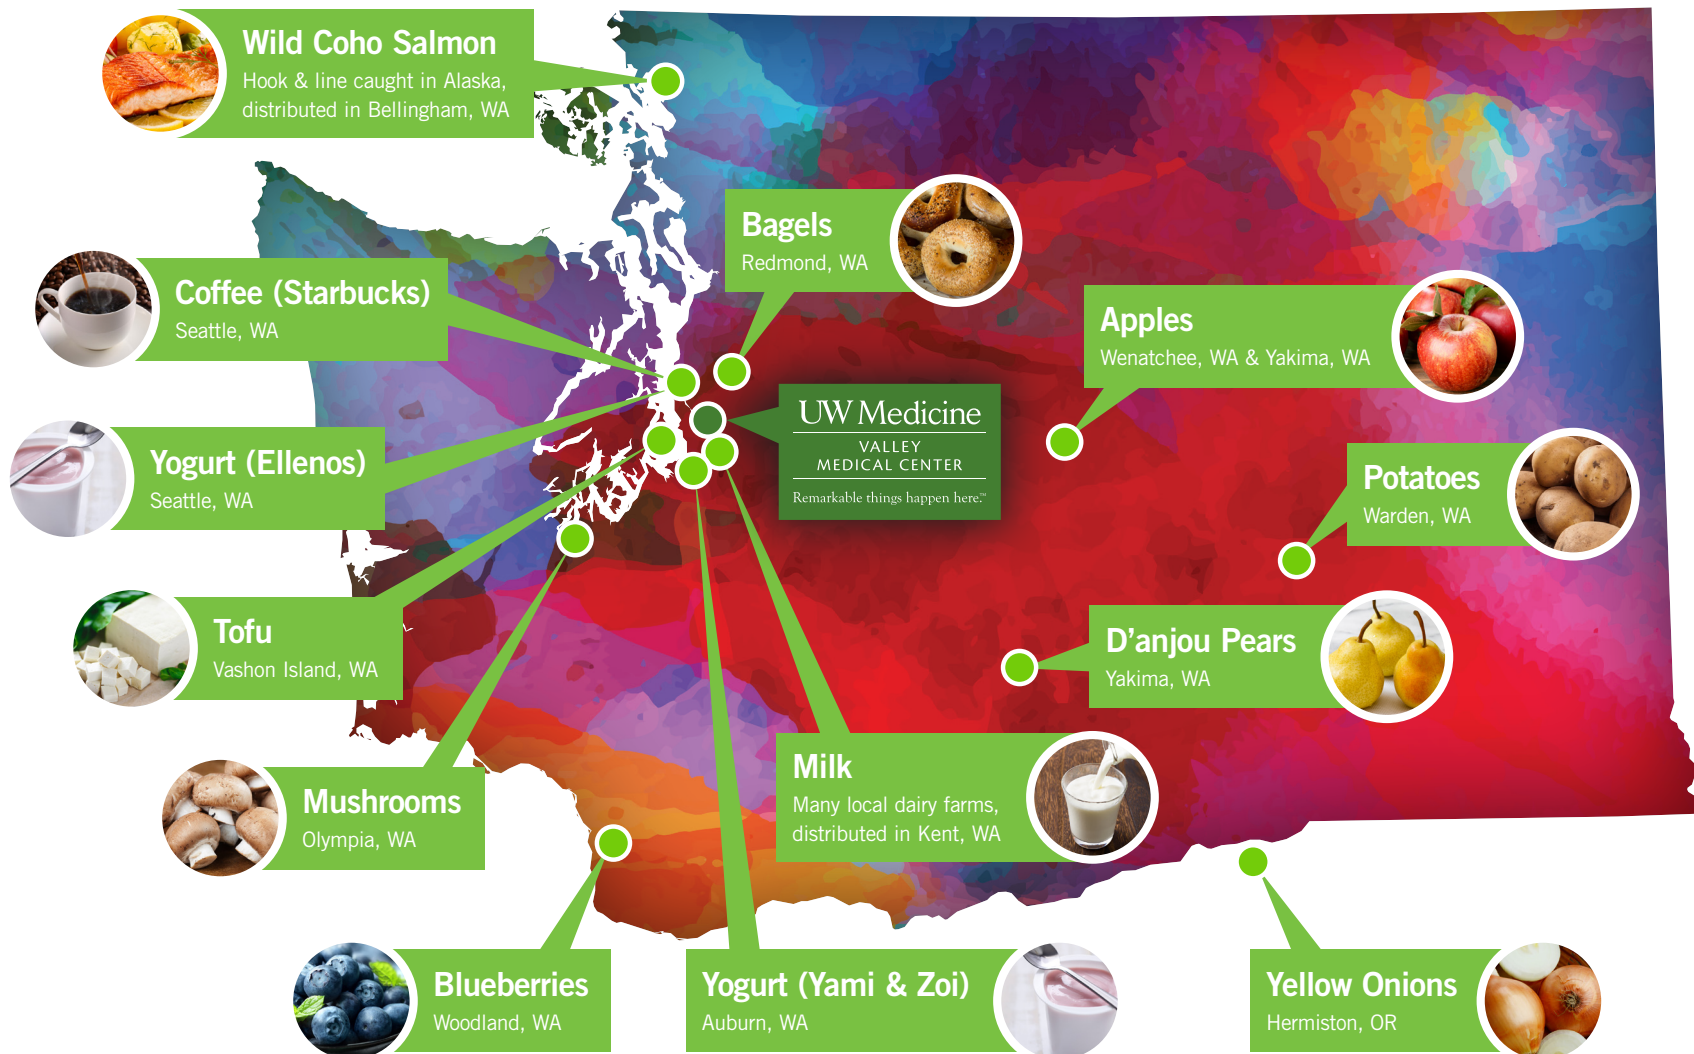 Wild Coho Salmon
Hook & line caught in Alaska,
distributed in Bellingham, WA
Bagels
Redmond, WA
Coffee (Starbucks)
Seattle, WA
Apples
Wenatchee, WA & Yakima, WA
UW Medicine
VALLEY
MEDICAL CENTER
Remarkable things happen here.™
Yogurt (Ellenos)
Seattle, WA
Potatoes
Warden, WA
Tofu
Vashon Island, WA
D'anjou Pears
Yakima, WA
Mushrooms
Olympia, WA
Milk
Many local dairy farms,
distributed in Kent, WA
Blueberries
Woodland, WA
Yogurt (Yami & Zoi)
Auburn, WA
Yellow Onions
Hermiston, OR